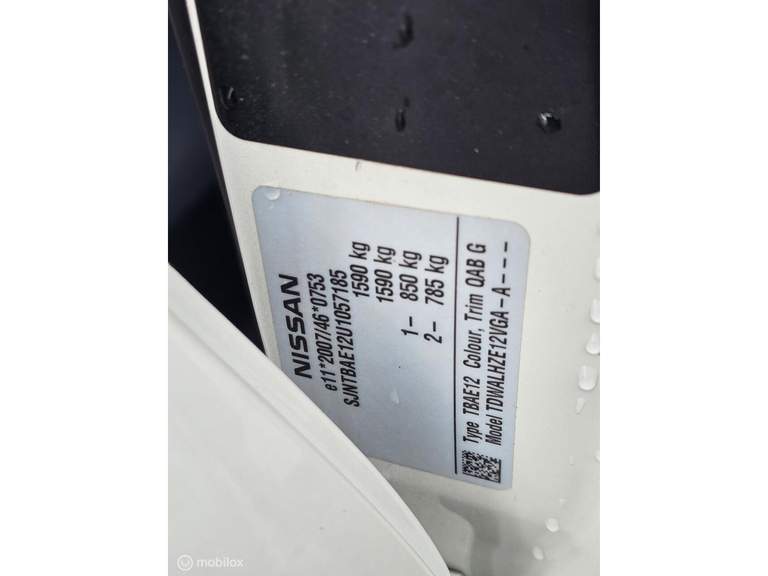 NISSAN
e11*2007/46*0753
SJNTBAE12U1057185
1590 kg
1590 kg
1– 850 kg
2– 785 kg
Type TBAE12 Colour, Trim QAB G
Model TDWALHZE12VGA-A---
mobilox